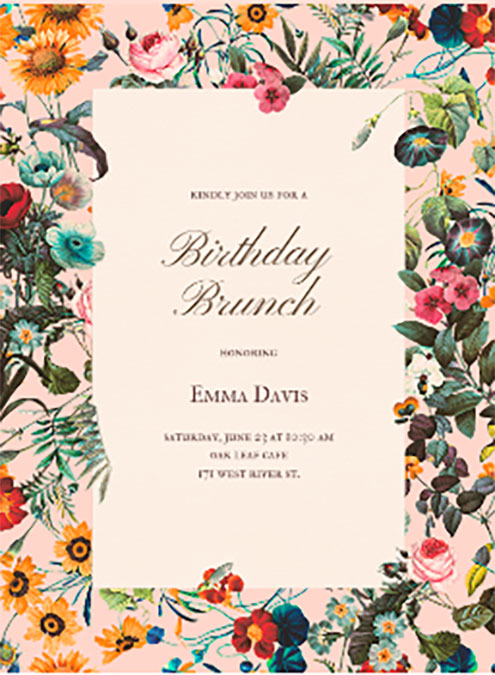 KINDLY JOIN US FOR A
Birthday
Brunch
HONORING
EMMA DAVIS
SATURDAY, JUNE 23 AT 10:30 AM
OAK LEAF CAFE
171 WEST RIVER ST.